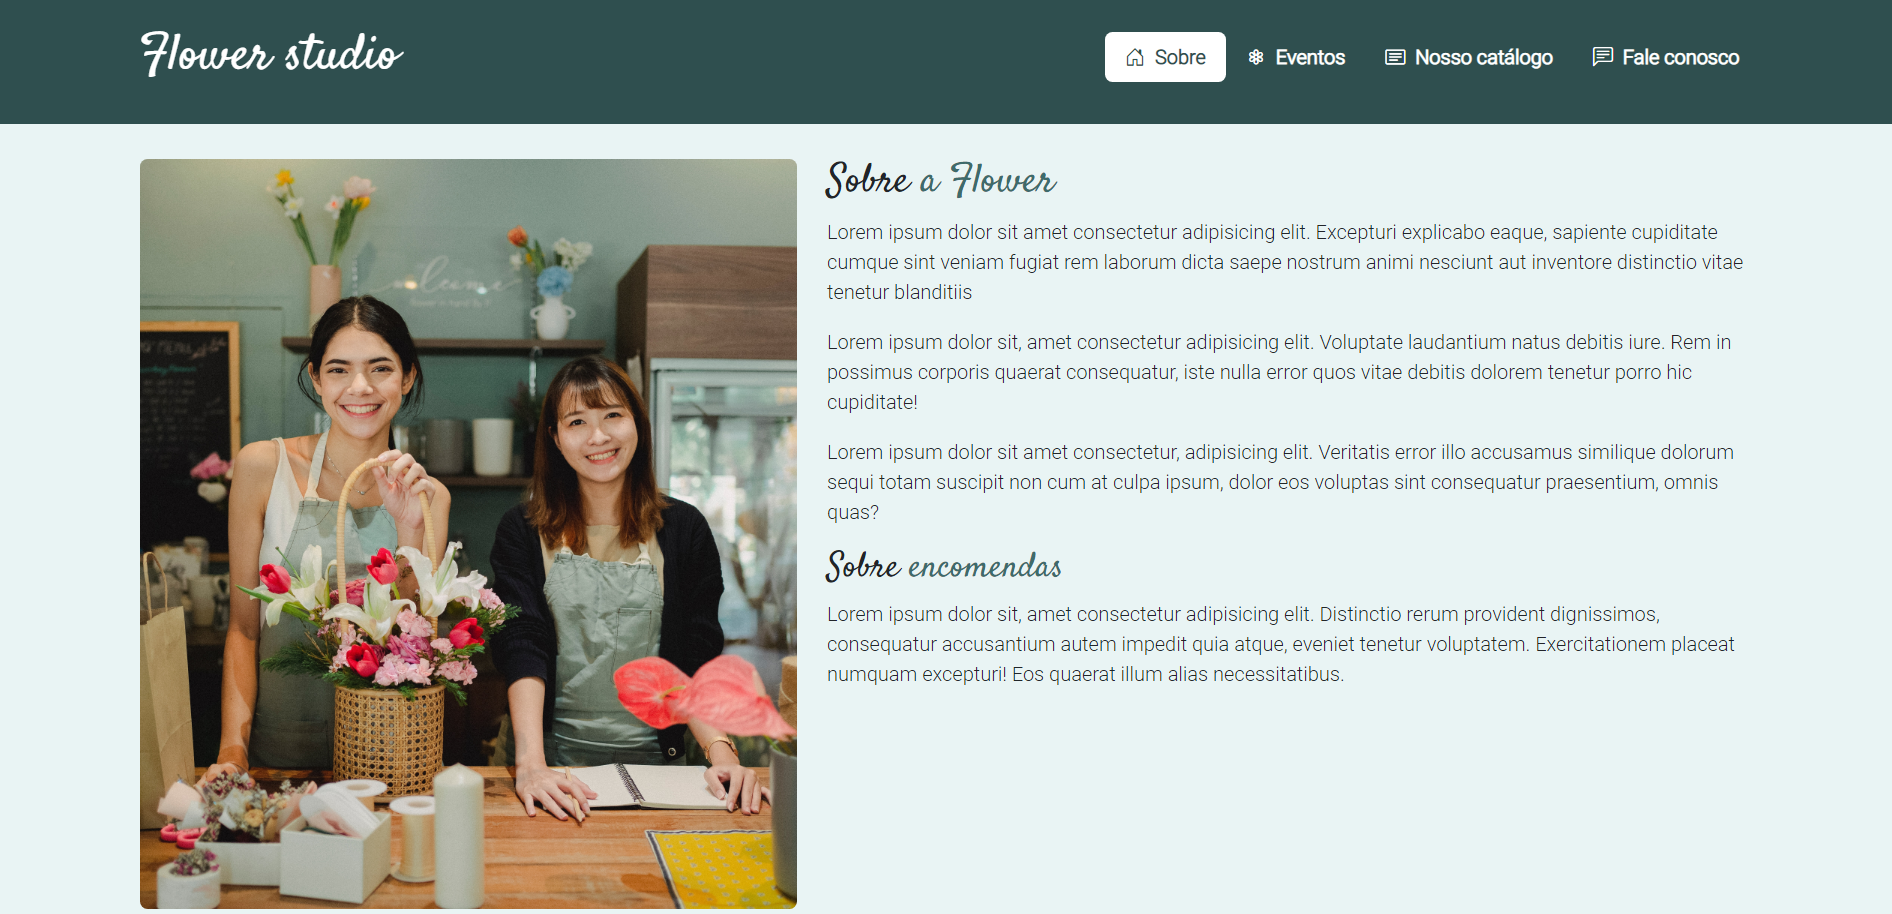 Flower studio
Sobre
Eventos
Nosso catálogo
Fale conosco
welcome
Sobre a Flower
Lorem ipsum dolor sit amet consectetur adipisicing elit. Excepturi explicabo eaque, sapiente cupiditate
cumque sint veniam fugiat rem laborum dicta saepe nostrum animi nesciunt aut inventore distinctio vitae
tenetur blanditiis
Lorem ipsum dolor sit, amet consectetur adipisicing elit. Voluptate laudantium natus debitis iure. Rem in
possimus corporis quaerat consequatur, iste nulla error quos vitae debitis dolorem tenetur porro hic
cupiditate!
Lorem ipsum dolor sit amet consectetur, adipisicing elit. Veritatis error illo accusamus similique dolorum
sequi totam suscipit non cum at culpa ipsum, dolor eos voluptas sint consequatur praesentium, omnis
quas?
Sobre encomendas
Lorem ipsum dolor sit, amet consectetur adipisicing elit. Distinctio rerum provident dignissimos,
consequatur accusantium autem impedit quia atque, eveniet tenetur voluptatem. Exercitationem placeat
numquam excepturi! Eos quaerat illum alias necessitatibus.